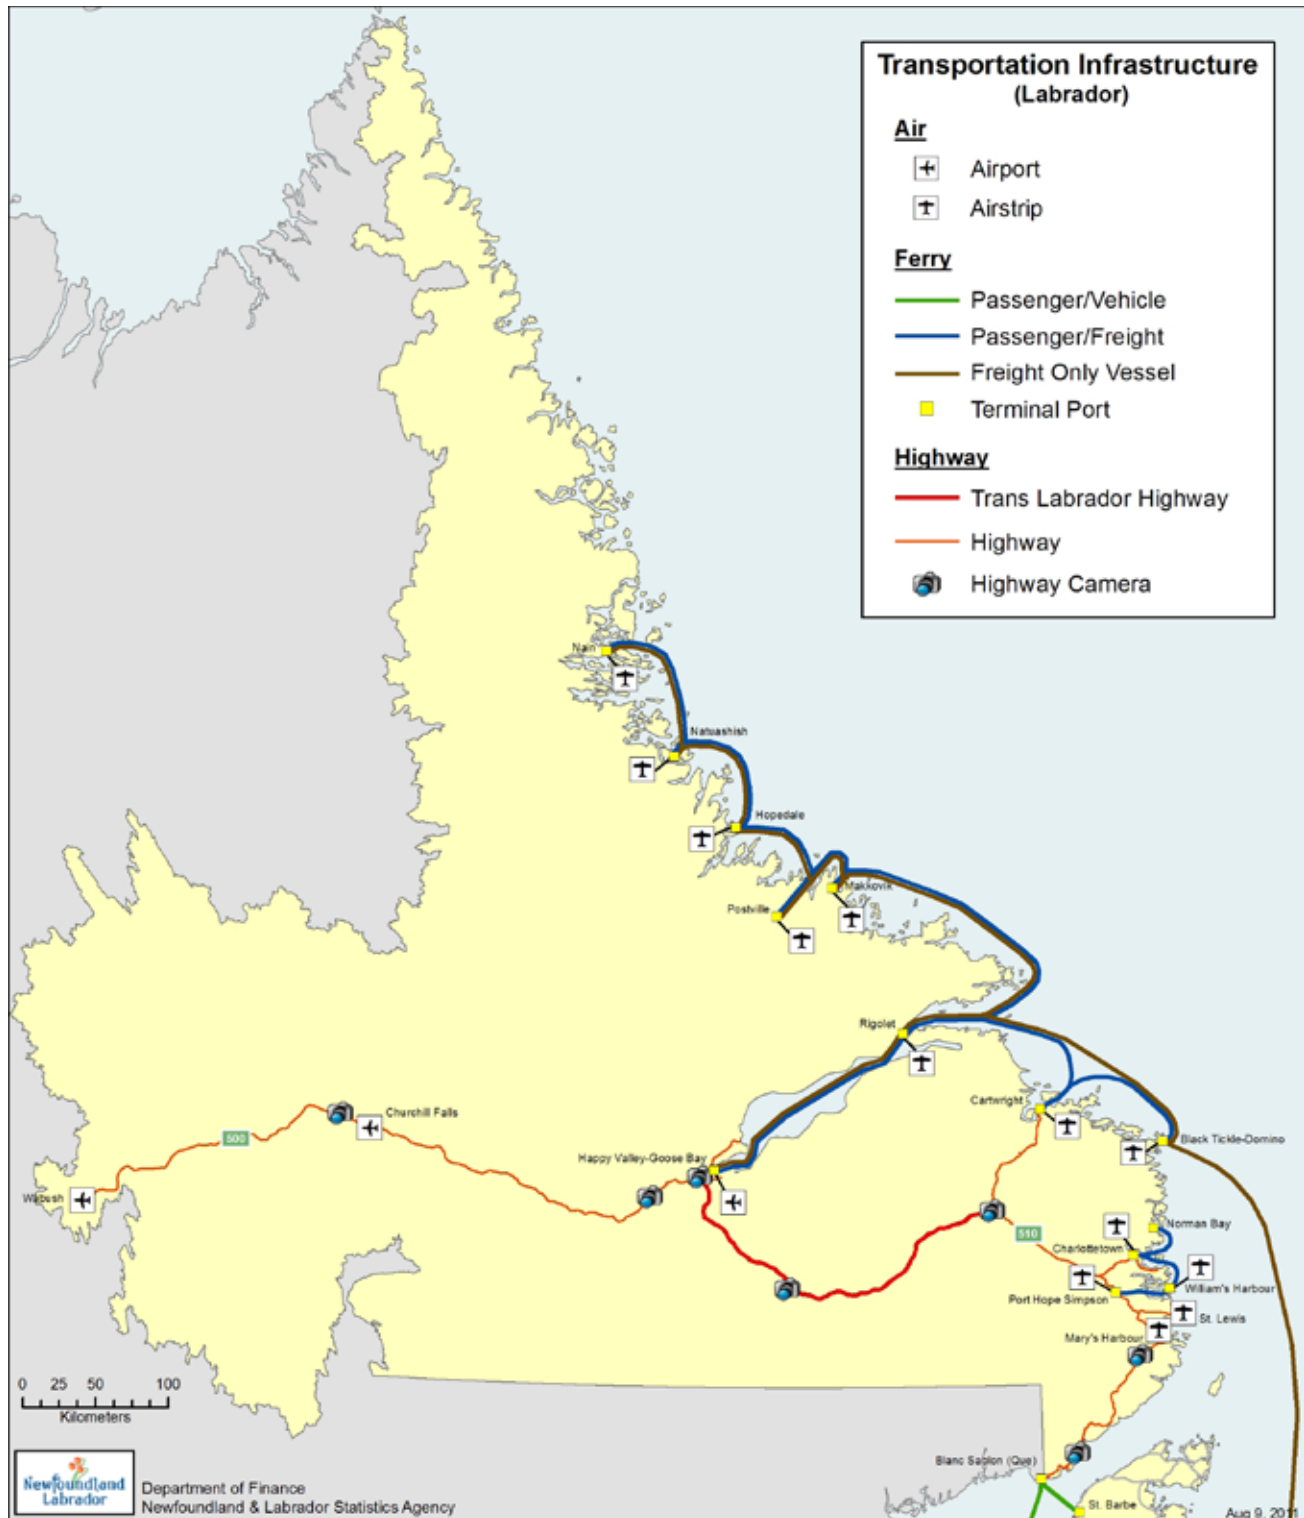 Transportation Infrastructure
(Labrador)
Air
Airport
Airstrip
Ferry
Passenger/Vehicle
Passenger/Freight
Freight Only Vessel
Terminal Port
Highway
Trans Labrador Highway
Highway
Highway Camera
Nain
Natuashish
Hopedale
Makkovik
Postville
Rigolet
Cartwright
Churchill Falls
500
Black Tickle-Domino
Happy Valley-Goose Bay
Wabush
Norman Bay
510
Charlottetown
William's Harbour
Port Hope Simpson
St. Lewis
Mary's Harbour
0 25 50 100
Kilometers
Blanc Sablon (Que)
Newfoundland
Labrador
Department of Finance
Newfoundland & Labrador Statistics Agency
St. Barbe
Aug 9, 2011